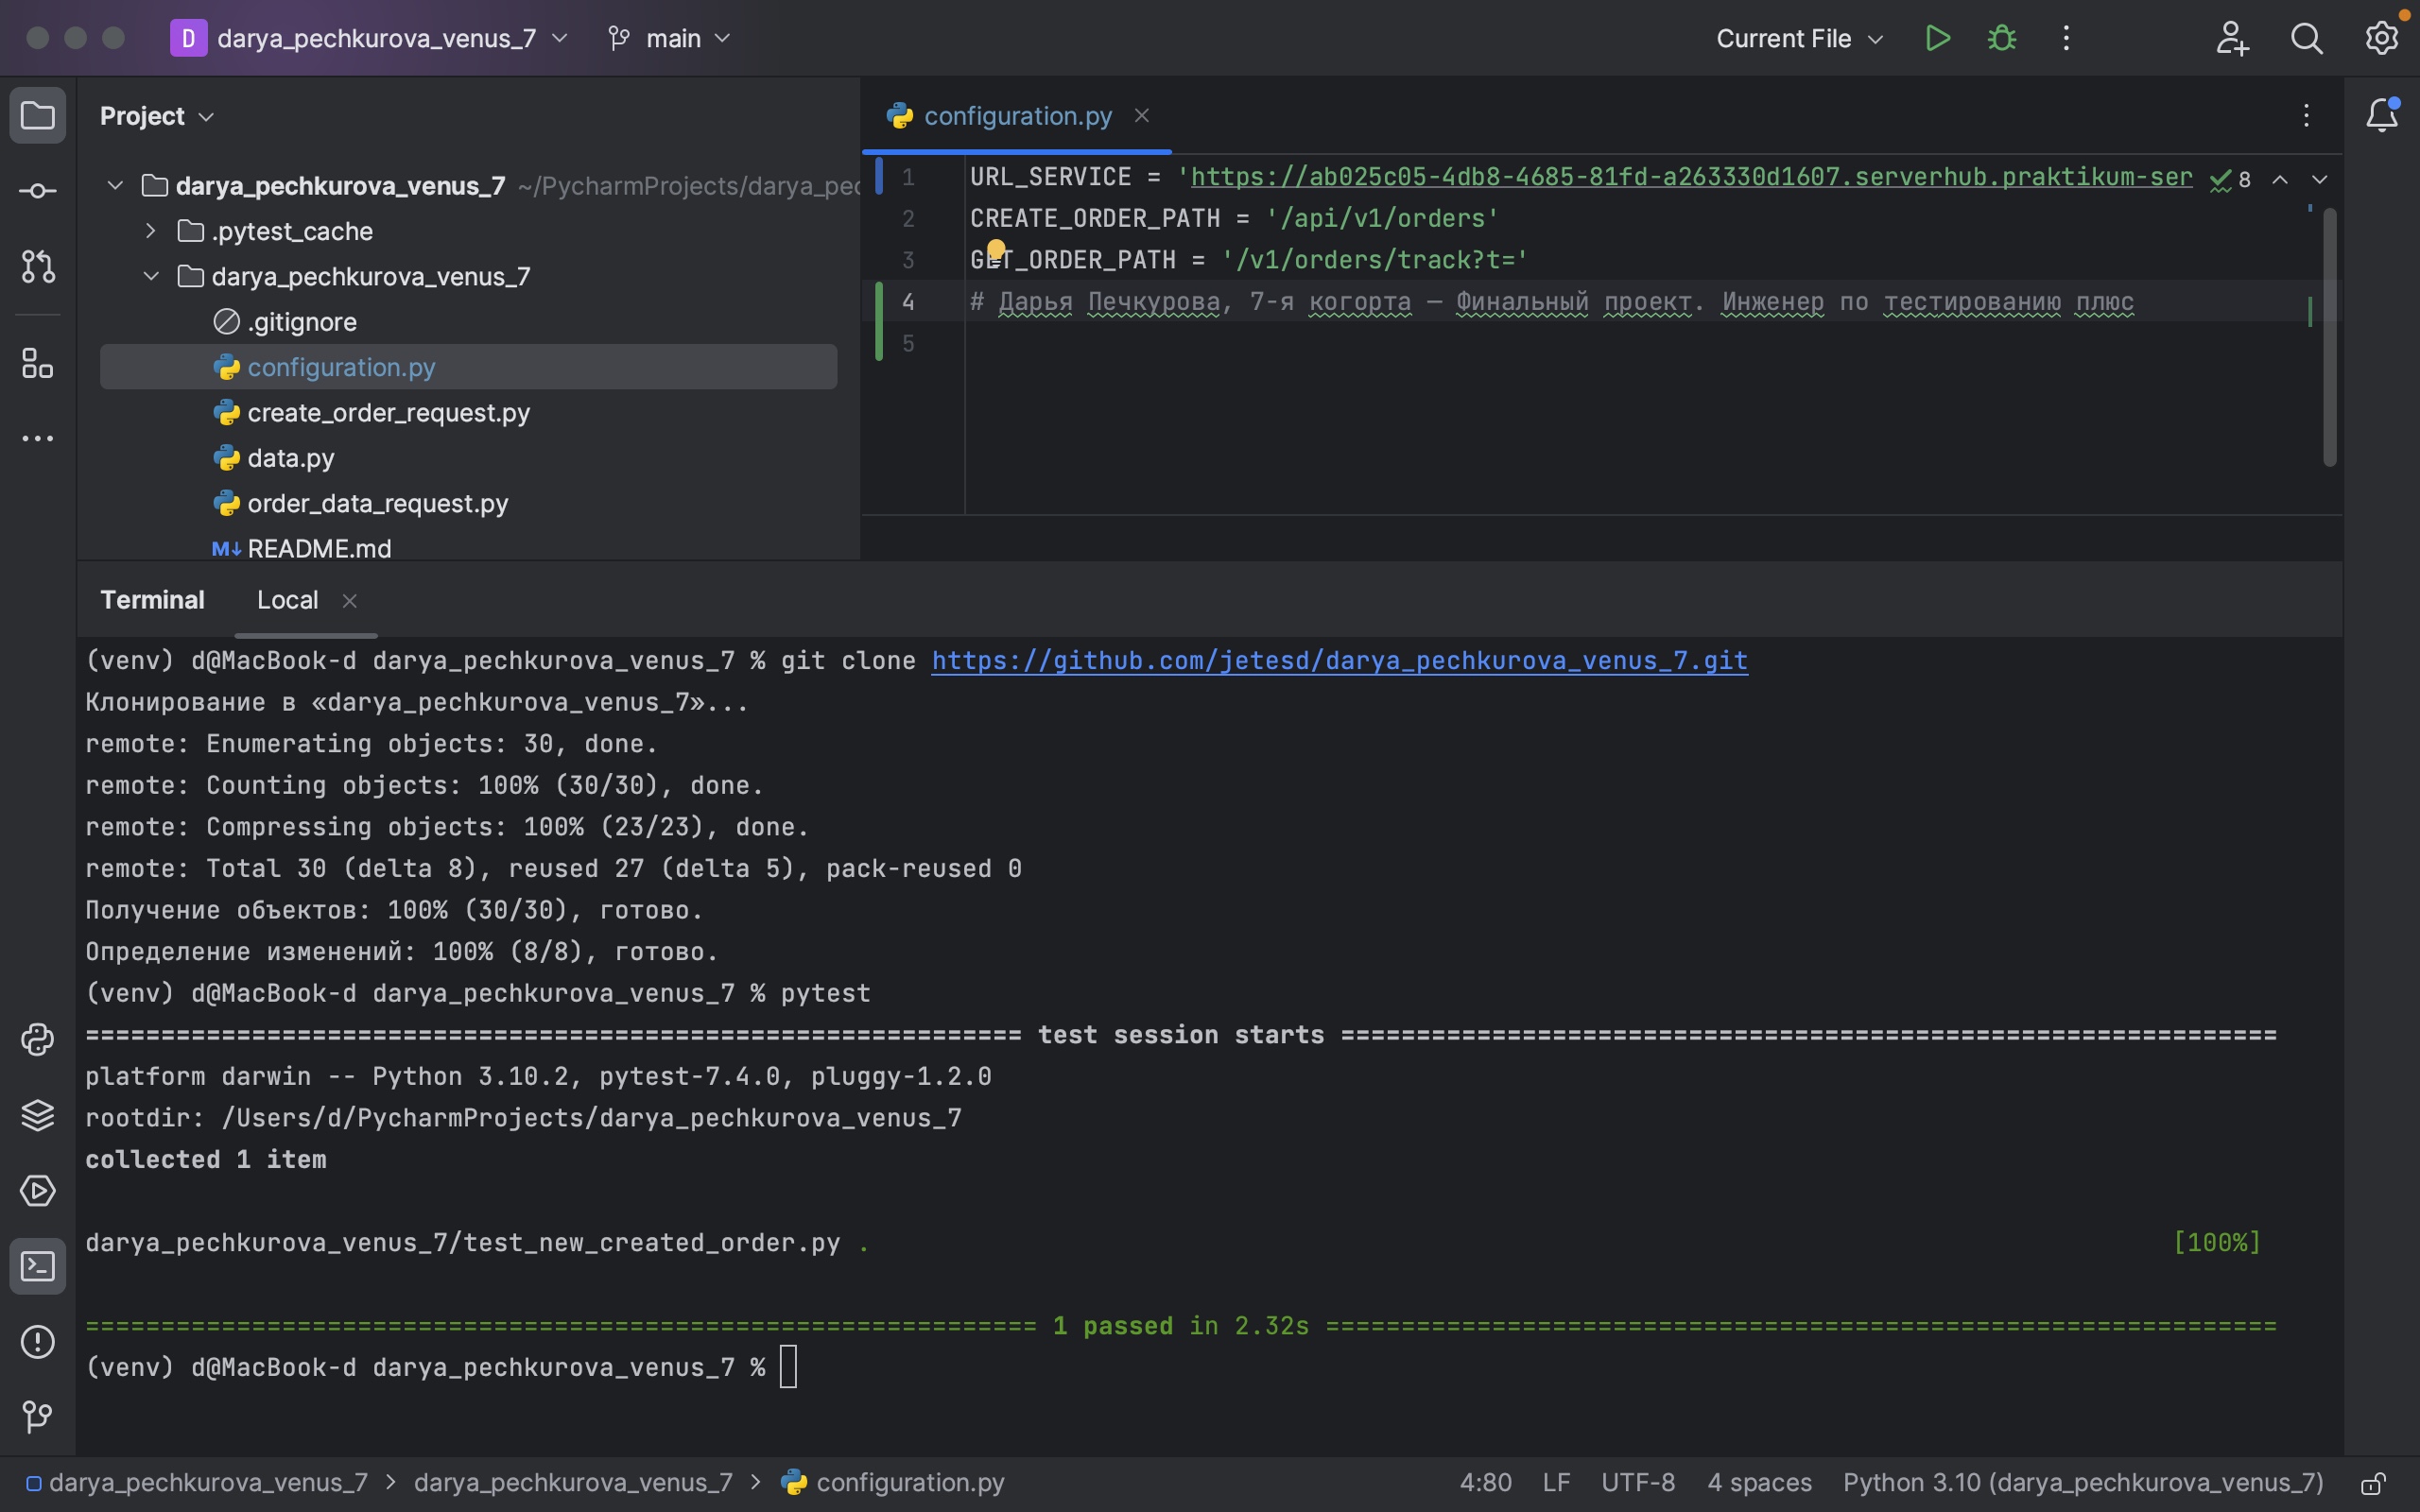 D darya_pechkurova_venus_7 main Current File
Project
configuration.py
darya_pechkurova_venus_7 ~/PycharmProjects/darya_pec
.pytest_cache
darya_pechkurova_venus_7
.gitignore
configuration.py
create_order_request.py
data.py
order_data_request.py
M↓ README.md
1 URL_SERVICE = 'https://ab025c05-4db8-4685-81fd-a263330d1607.serverhub.praktikum-ser 8
2 CREATE_ORDER_PATH = '/api/v1/orders'
3 GET_ORDER_PATH = '/v1/orders/track?t='
4 # Дарья Печкурова, 7-я когорта — Финальный проект. Инженер по тестированию плюс
5
Terminal Local
(venv) d@MacBook-d darya_pechkurova_venus_7 % git clone https://github.com/jetesd/darya_pechkurova_venus_7.git
Клонирование в «darya_pechkurova_venus_7»...
remote: Enumerating objects: 30, done.
remote: Counting objects: 100% (30/30), done.
remote: Compressing objects: 100% (23/23), done.
remote: Total 30 (delta 8), reused 27 (delta 5), pack-reused 0
Получение объектов: 100% (30/30), готово.
Определение изменений: 100% (8/8), готово.
(venv) d@MacBook-d darya_pechkurova_venus_7 % pytest
============================================================== test session starts ==============================================================
platform darwin -- Python 3.10.2, pytest-7.4.0, pluggy-1.2.0
rootdir: /Users/d/PycharmProjects/darya_pechkurova_venus_7
collected 1 item
darya_pechkurova_venus_7/test_new_created_order.py . [100%]
=============================================================== 1 passed in 2.32s ===============================================================
(venv) d@MacBook-d darya_pechkurova_venus_7 %
darya_pechkurova_venus_7 > darya_pechkurova_venus_7 > configuration.py 4:80 LF UTF-8 4 spaces Python 3.10 (darya_pechkurova_venus_7)